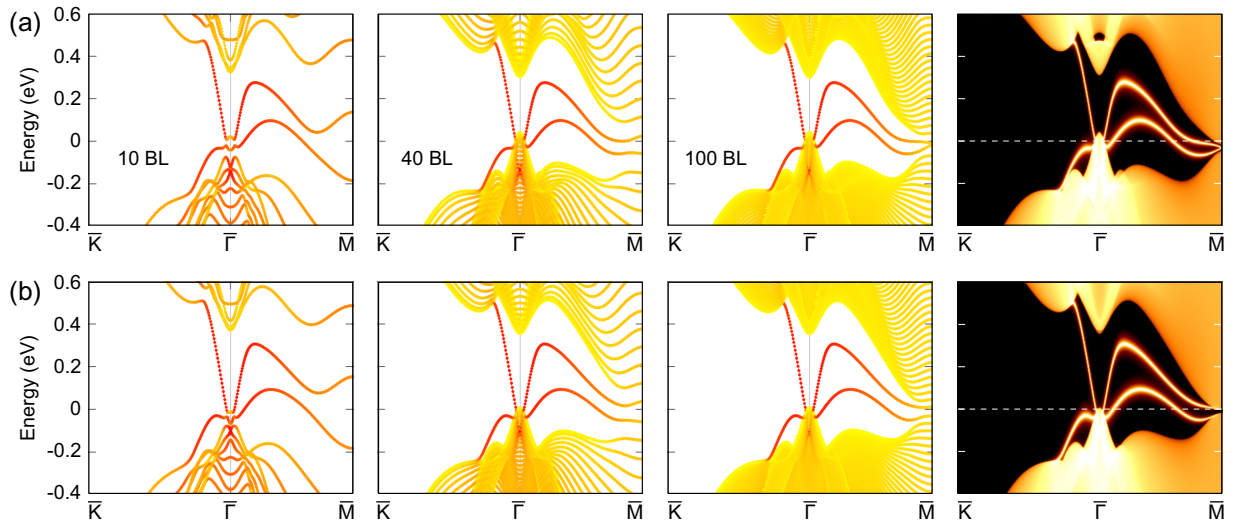 (a)
Energy (eV)
0.6
0.4
0.2
0
-0.2
-0.4
10 BL
40 BL
100 BL
K̅ Γ̅ M̅
K̅ Γ̅ M̅
K̅ Γ̅ M̅
K̅ Γ̅ M̅
(b)
Energy (eV)
0.6
0.4
0.2
0
-0.2
-0.4
K̅ Γ̅ M̅
K̅ Γ̅ M̅
K̅ Γ̅ M̅
K̅ Γ̅ M̅